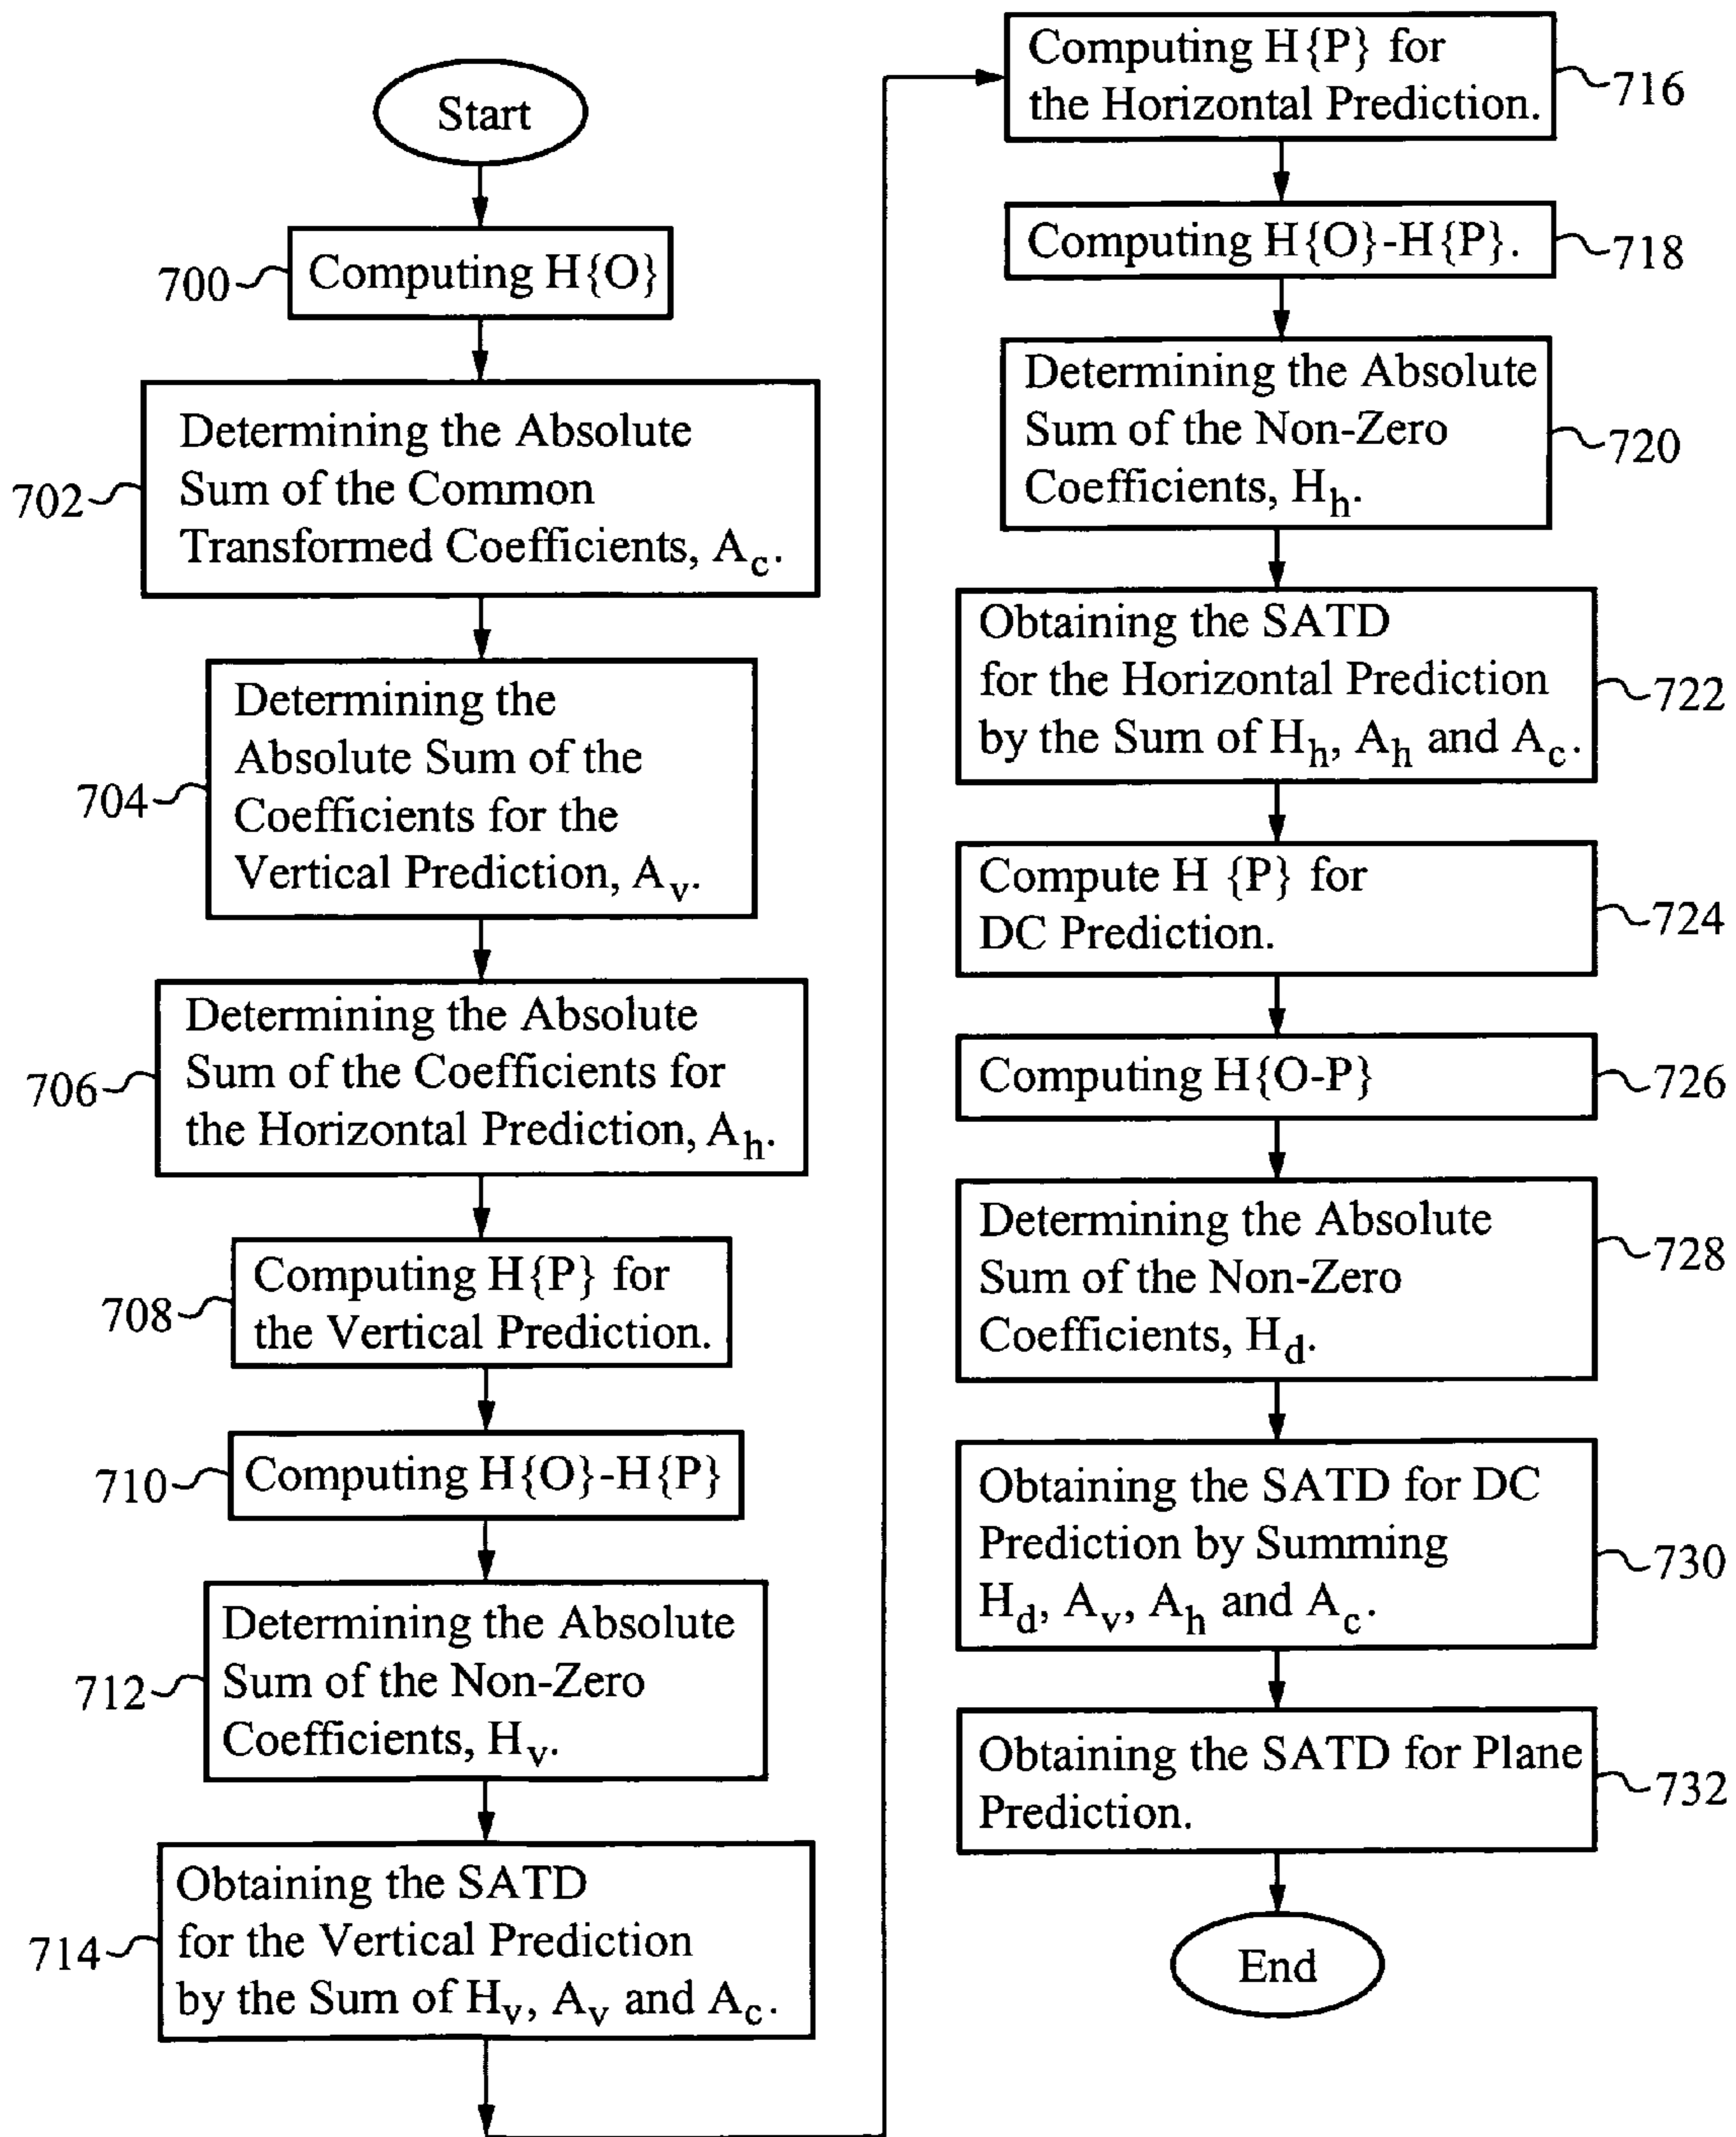 Start
700
Computing H{O}
702
Determining the Absolute
Sum of the Common
Transformed Coefficients, Ac.
704
Determining the
Absolute Sum of the
Coefficients for the
Vertical Prediction, Av.
706
Determining the Absolute
Sum of the Coefficients for
the Horizontal Prediction, Ah.
708
Computing H{P} for
the Vertical Prediction.
710
Computing H{O}-H{P}
712
Determining the Absolute
Sum of the Non-Zero
Coefficients, Hv.
714
Obtaining the SATD
for the Vertical Prediction
by the Sum of Hv, Av and Ac.
Computing H{P} for
the Horizontal Prediction.
716
Computing H{O}-H{P}.
718
Determining the Absolute
Sum of the Non-Zero
Coefficients, Hh.
720
Obtaining the SATD
for the Horizontal Prediction
by the Sum of Hh, Ah and Ac.
722
Compute H {P} for
DC Prediction.
724
Computing H{O-P}
726
Determining the Absolute
Sum of the Non-Zero
Coefficients, Hd.
728
Obtaining the SATD for DC
Prediction by Summing
Hd, Av, Ah and Ac.
730
Obtaining the SATD for Plane
Prediction.
732
End